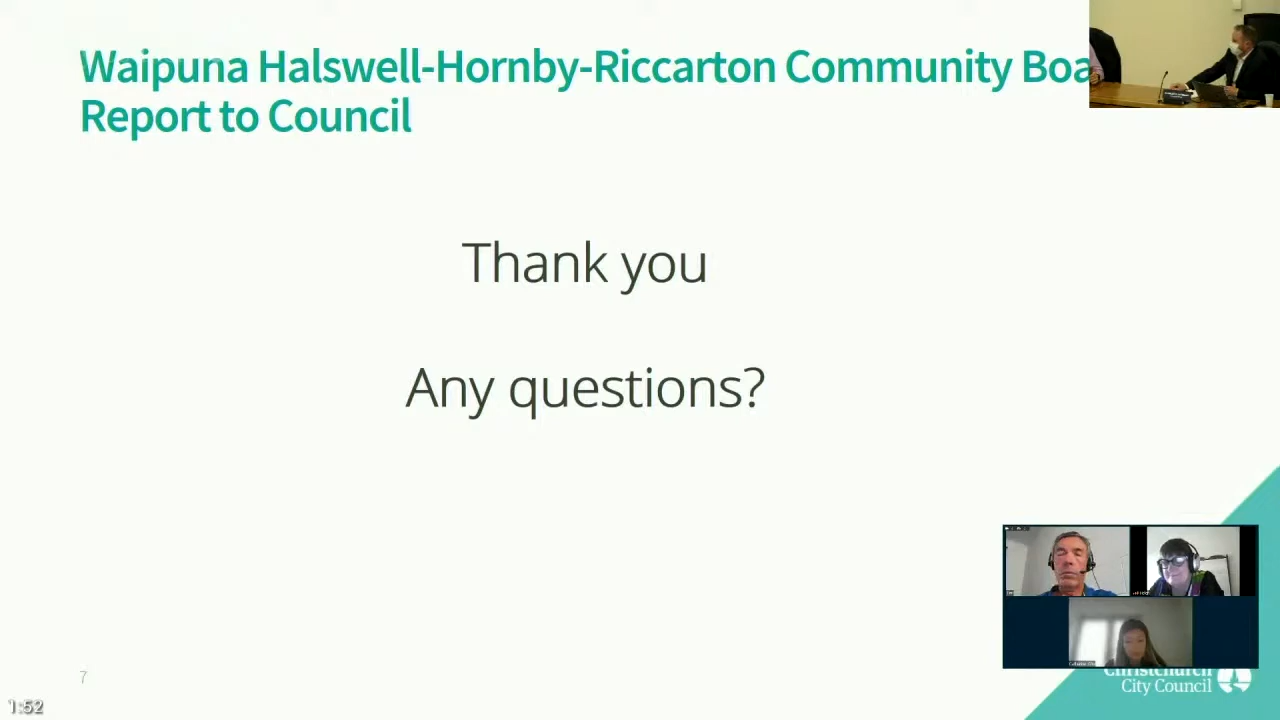 Waipuna Halswell-Hornby-Riccarton Community Boa
Report to Council
Thank you
Any questions?
7
1:52
Christchurch
City Council